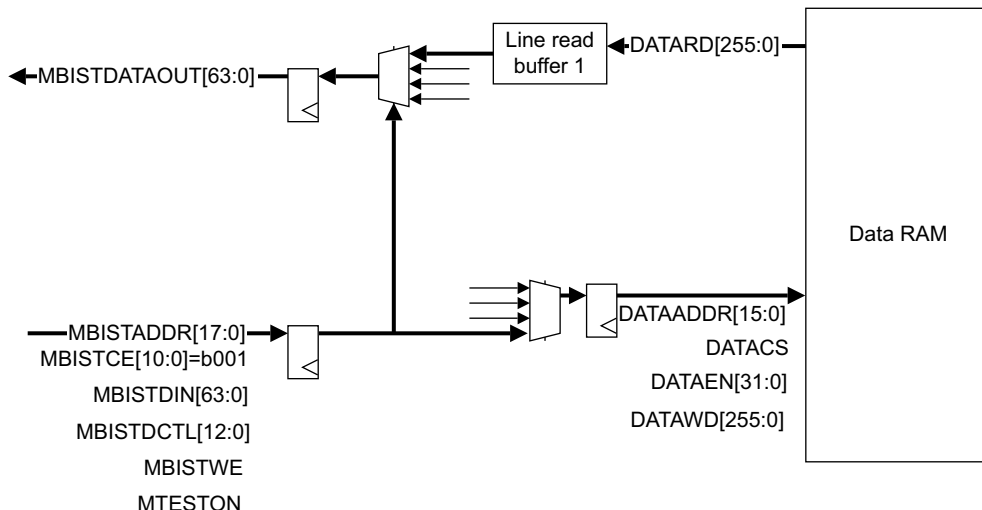 Line read
buffer 1
DATARD[255:0]
MBISTDATAOUT[63:0]
Data RAM
MBISTADDR[17:0]
MBISTCE[10:0]=b001
MBISTDIN[63:0]
MBISTDCTL[12:0]
MBISTWE
MTESTON
DATAADDR[15:0]
DATACS
DATAEN[31:0]
DATAWD[255:0]